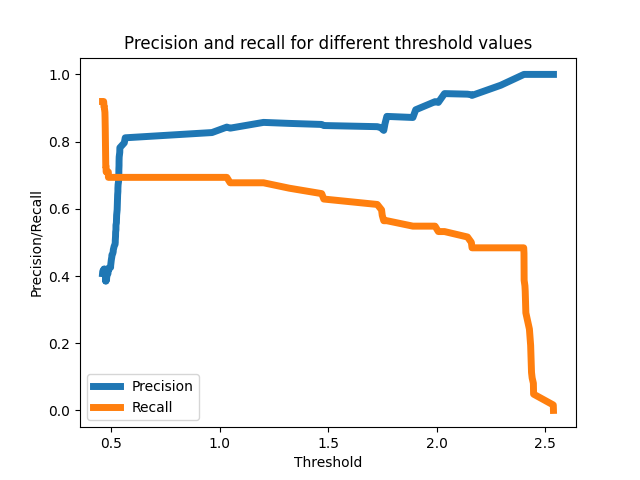 Precision and recall for different threshold values
1.0
0.8
0.6
0.4
0.2
0.0
Precision/Recall
Precision
Recall
0.5
1.0
1.5
2.0
2.5
Threshold